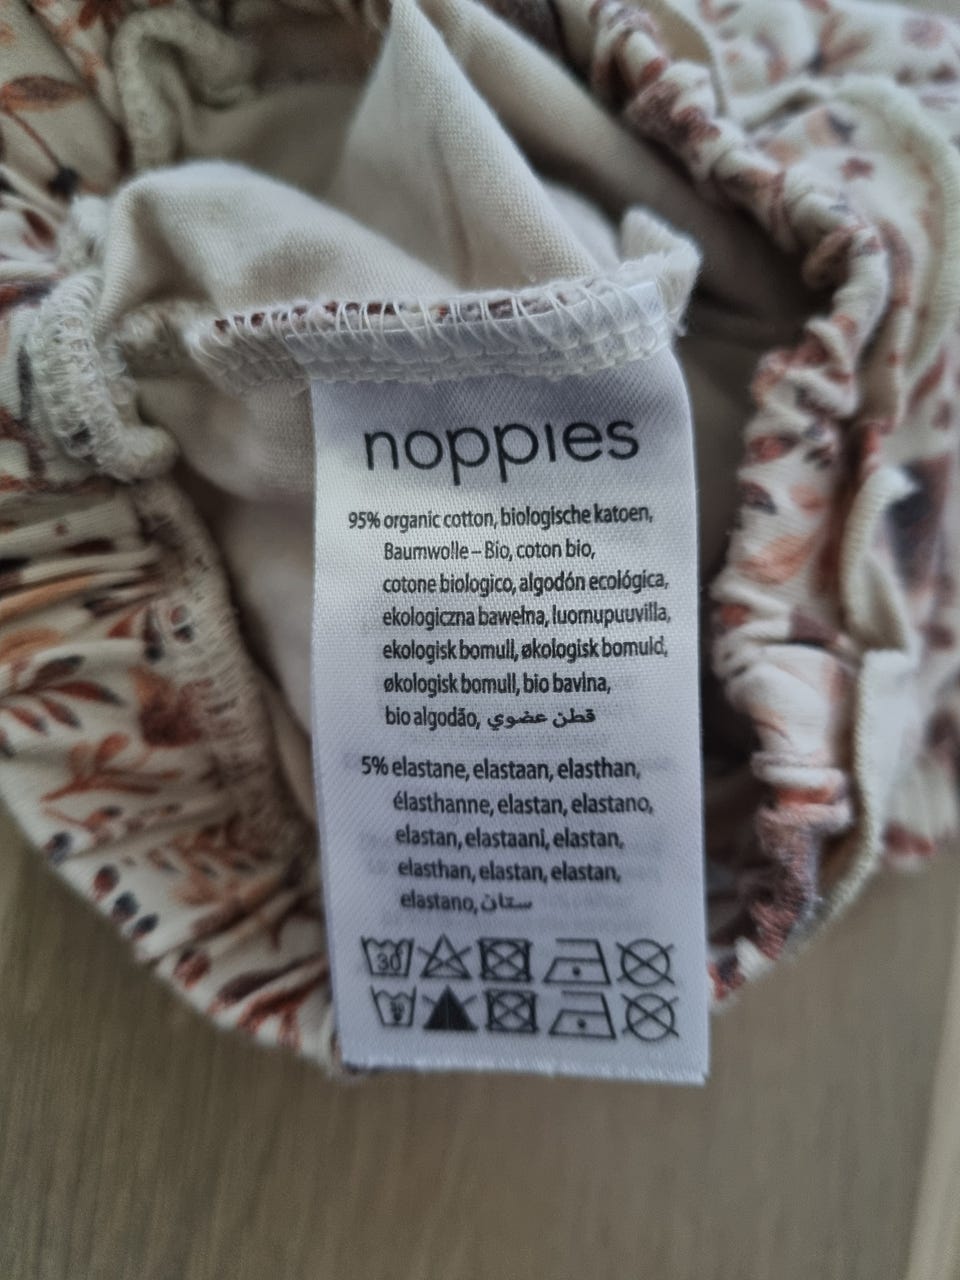 noppies
95% organic cotton, biologische katoen,
Baumwolle – Bio, coton bio,
cotone biologico, algodón ecológica,
ekologiczna bawełna, luomupuuvilla,
ekologisk bomull, økologisk bomuld,
økologisk bomull, bio bavlna,
bio algodão, قطن عضوي
5% elastane, elastaan, elasthan,
élasthanne, elastan, elastano,
elastan, elastaani, elastan,
elasthan, elastan, elastan,
elastano, ستان
30